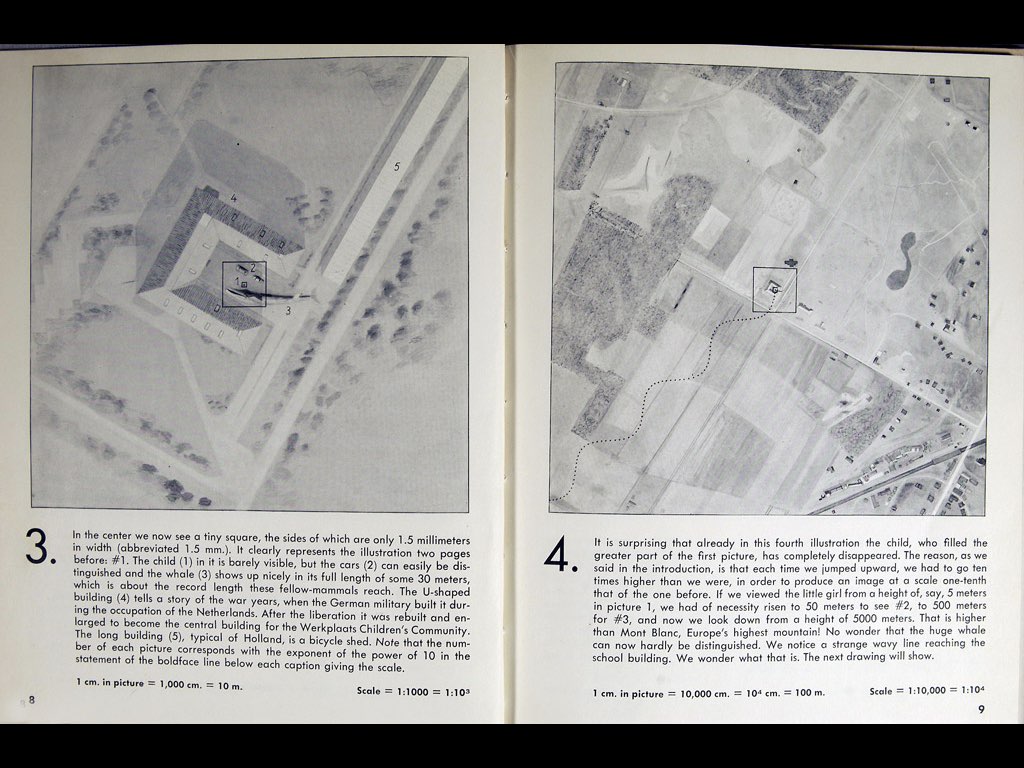 5
4
2
1
3
3.
In the center we now see a tiny square, the sides of which are only 1.5 millimeters
in width (abbreviated 1.5 mm.). It clearly represents the illustration two pages
before: #1. The child (1) in it is barely visible, but the cars (2) can easily be dis-
tinguished and the whale (3) shows up nicely in its full length of some 30 meters,
which is about the record length these fellow-mammals reach. The U-shaped
building (4) tells a story of the war years, when the German military built it dur-
ing the occupation of the Netherlands. After the liberation it was rebuilt and en-
larged to become the central building for the Werkplaats Children's Community.
The long building (5), typical of Holland, is a bicycle shed. Note that the num-
ber of each picture corresponds with the exponent of the power of 10 in the
statement of the boldface line below each caption giving the scale.
1 cm. in picture = 1,000 cm. = 10 m.
Scale = 1:1000 = 1:10³
8
4.
It is surprising that already in this fourth illustration the child, who filled the
greater part of the first picture, has completely disappeared. The reason, as we
said in the introduction, is that each time we jumped upward, we had to go ten
times higher than we were, in order to produce an image at a scale one-tenth
that of the one before. If we viewed the little girl from a height of, say, 5 meters
in picture 1, we had of necessity risen to 50 meters to see #2, to 500 meters
for #3, and now we look down from a height of 5000 meters. That is higher
than Mont Blanc, Europe's highest mountain! No wonder that the huge whale
can now hardly be distinguished. We notice a strange wavy line reaching the
school building. We wonder what that is. The next drawing will show.
1 cm. in picture = 10,000 cm. = 10⁴ cm. = 100 m.
Scale = 1:10,000 = 1:10⁴
9